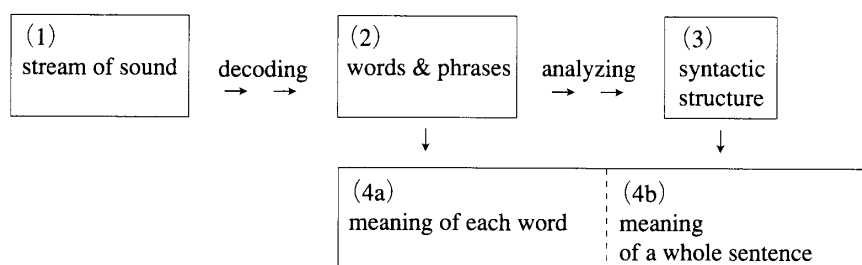 (1)
stream of sound
decoding
(2)
words & phrases
analyzing
(3)
syntactic
structure
(4a)
meaning of each word
(4b)
meaning
of a whole sentence